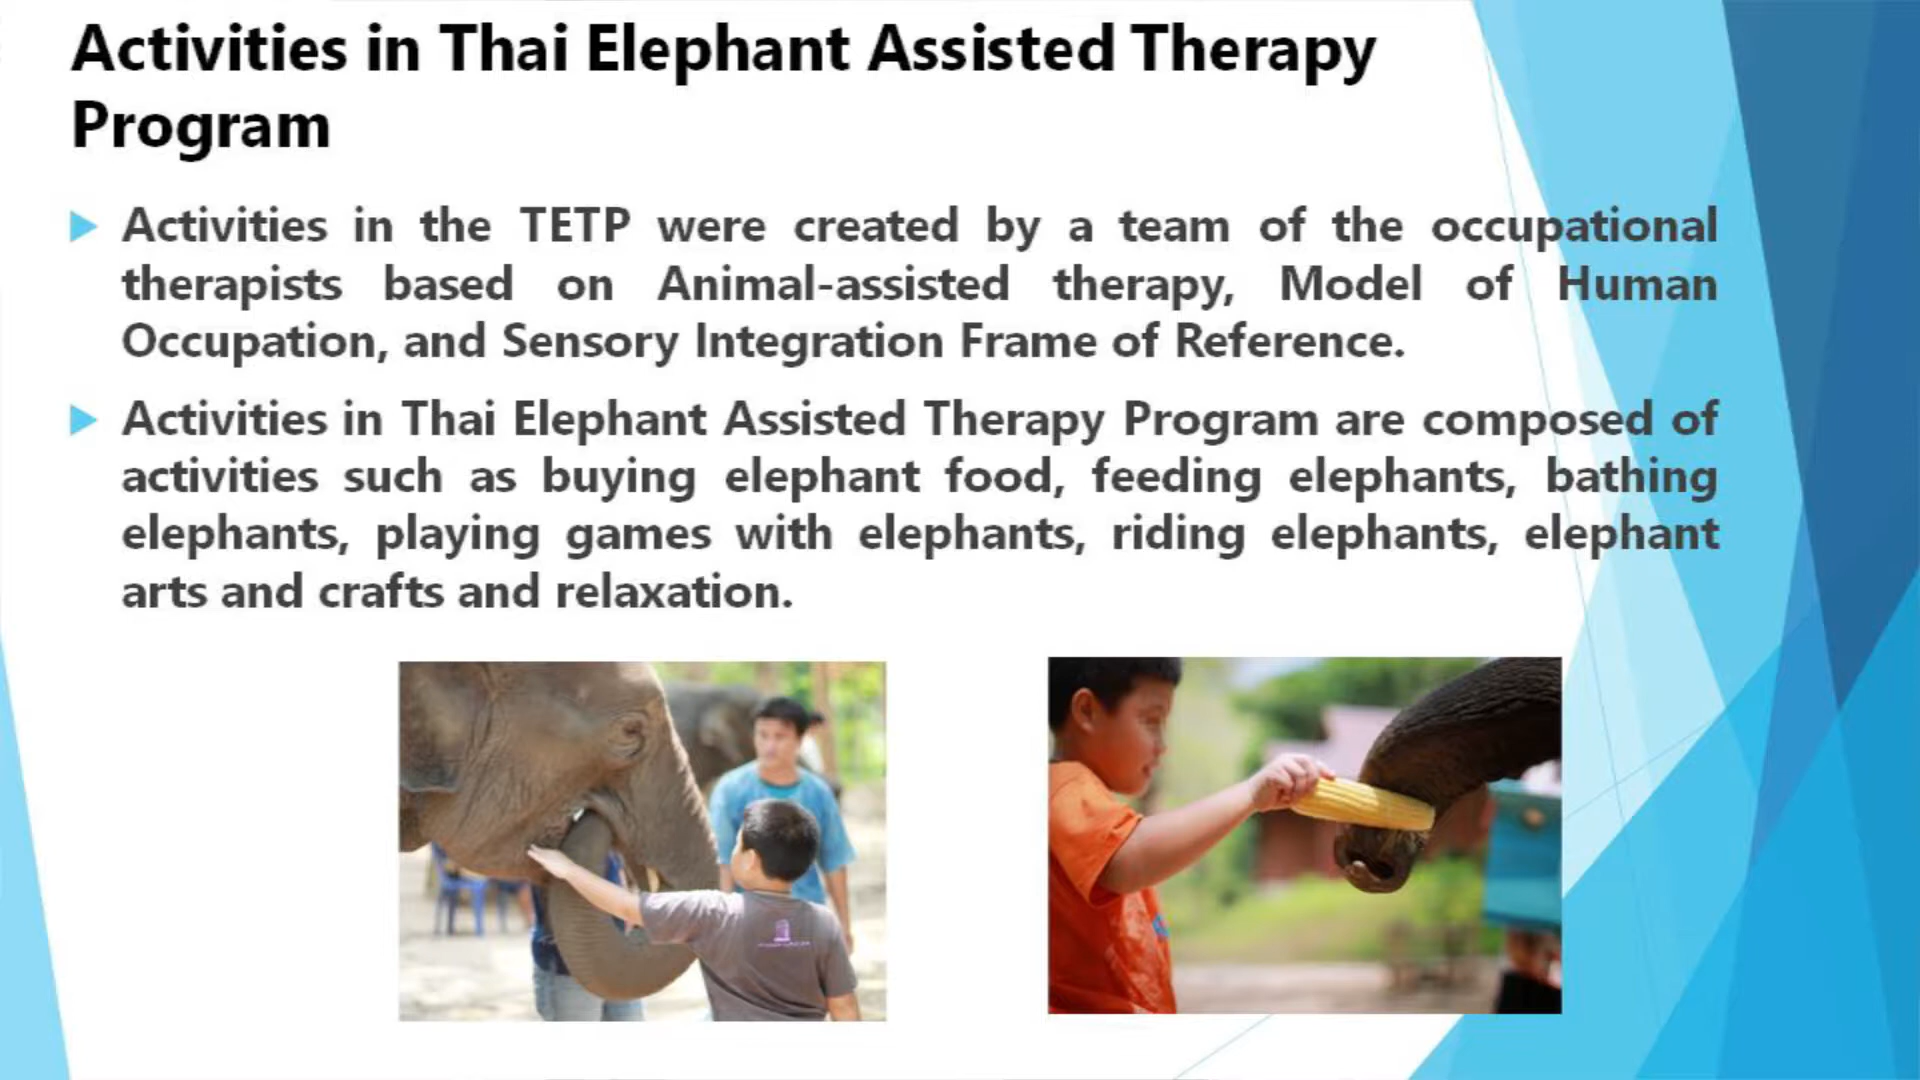 Activities in Thai Elephant Assisted Therapy
Program
Activities in the TETP were created by a team of the occupational
therapists based on Animal-assisted therapy, Model of Human
Occupation, and Sensory Integration Frame of Reference.
Activities in Thai Elephant Assisted Therapy Program are composed of
activities such as buying elephant food, feeding elephants, bathing
elephants, playing games with elephants, riding elephants, elephant
arts and crafts and relaxation.